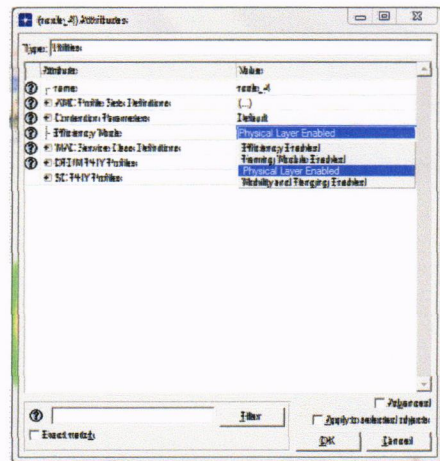 (node_4) Attributes
Type: Utilities
Attribute Value
name node_4
AMC Profile Sets Definitions (...)
Contention Parameters Default
Efficiency Mode Physical Layer Enabled
MAC Service Class Definitions Efficiency Enabled
OFDM PHY Profiles Framing Module Enabled
SC PHY Profiles Physical Layer Enabled
Mobility and Ranging Enabled
Advanced
Filter Apply to selected objects
Exact match OK Cancel